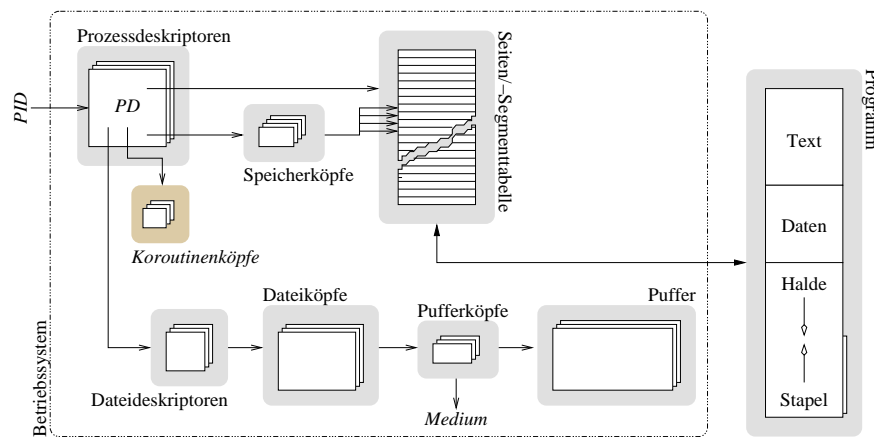 Prozessdeskriptoren
PID
PD
Speicherköpfe
Seiten/−Segmenttabelle
Koroutinenköpfe
Programm
Text
Daten
Halde
Stapel
Betriebssystem
Dateideskriptoren
Dateiköpfe
Pufferköpfe
Puffer
Medium